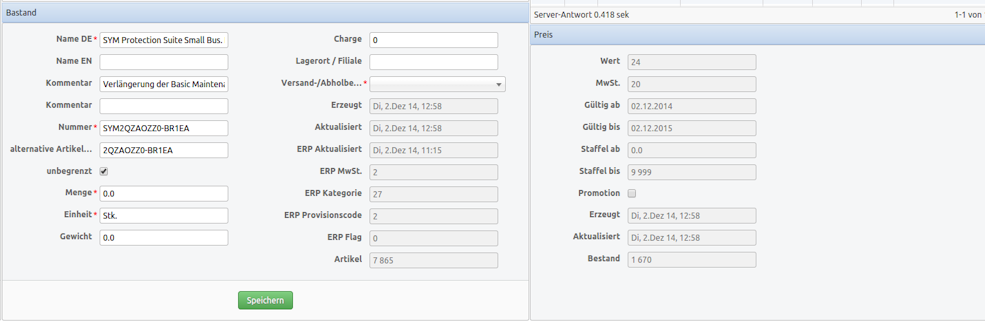 Bastand
Name DE* SYM Protection Suite Small Bus.
Name EN
Kommentar Verlängerung der Basic Maintena
Kommentar
Nummer* SYM2QZAOZZ0-BR1EA
alternative Artikel... 2QZAOZZ0-BR1EA
unbegrenzt
Menge* 0.0
Einheit* Stk.
Gewicht 0.0
Charge 0
Lagerort / Filiale
Versand-/Abholbe...*
Erzeugt Di, 2.Dez 14, 12:58
Aktualisiert Di, 2.Dez 14, 12:58
ERP Aktualisiert Di, 2.Dez 14, 11:15
ERP MwSt. 2
ERP Kategorie 27
ERP Provisionscode 2
ERP Flag 0
Artikel 7 865
Speichern
Server-Antwort 0.418 sek 1-1 von
Preis
Wert 24
MwSt. 20
Gültig ab 02.12.2014
Gültig bis 02.12.2015
Staffel ab 0.0
Staffel bis 9 999
Promotion
Erzeugt Di, 2.Dez 14, 12:58
Aktualisiert Di, 2.Dez 14, 12:58
Bestand 1 670